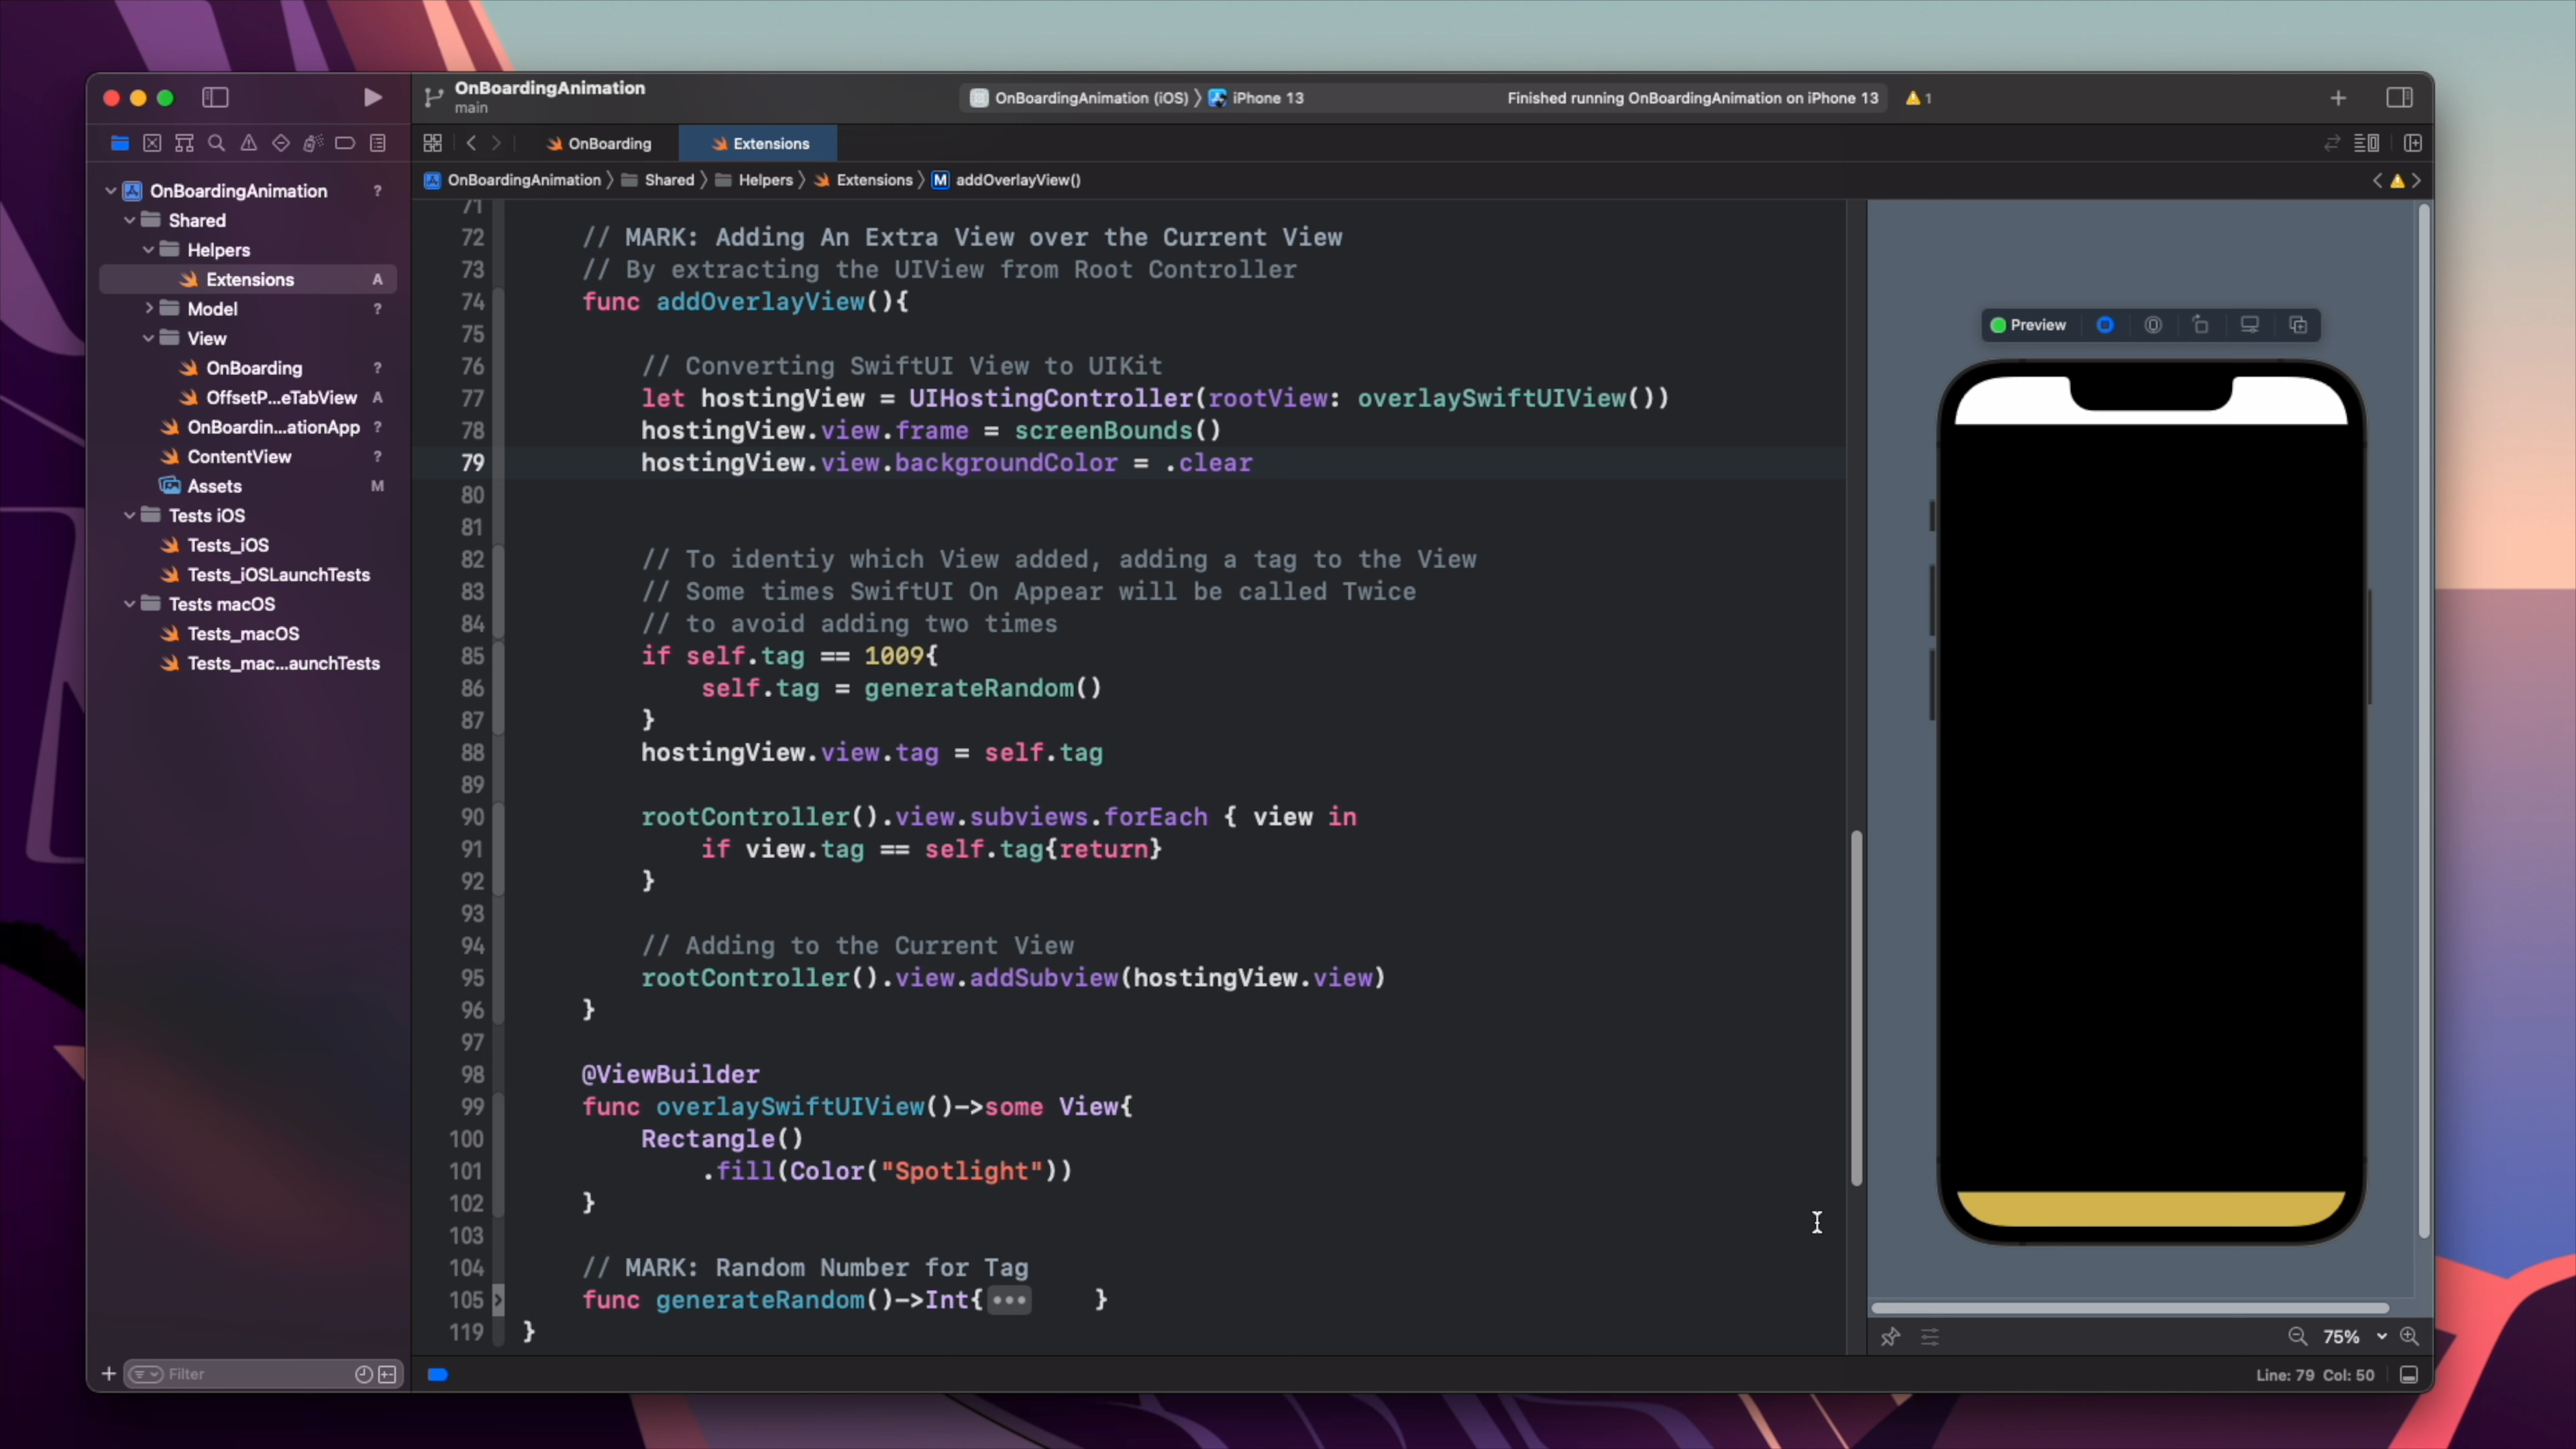 OnBoardingAnimation
main
OnBoardingAnimation (iOS) 〉 iPhone 13
Finished running OnBoardingAnimation on iPhone 13
1
OnBoarding
Extensions
OnBoardingAnimation 〉 Shared 〉 Helpers 〉 Extensions 〉 M addOverlayView()
OnBoardingAnimation ?
Shared
Helpers
Extensions A
Model ?
View
OnBoarding ?
OffsetP...eTabView A
OnBoardin...ationApp ?
ContentView ?
Assets M
Tests iOS
Tests_iOS
Tests_iOSLaunchTests
Tests macOS
Tests_macOS
Tests_mac...aunchTests
Filter
71
72 // MARK: Adding An Extra View over the Current View
73 // By extracting the UIView from Root Controller
74 func addOverlayView(){
75
76 // Converting SwiftUI View to UIKit
77 let hostingView = UIHostingController(rootView: overlaySwiftUIView())
78 hostingView.view.frame = screenBounds()
79 hostingView.view.backgroundColor = .clear
80
81
82 // To identiy which View added, adding a tag to the View
83 // Some times SwiftUI On Appear will be called Twice
84 // to avoid adding two times
85 if self.tag == 1009{
86 self.tag = generateRandom()
87 }
88 hostingView.view.tag = self.tag
89
90 rootController().view.subviews.forEach { view in
91 if view.tag == self.tag{return}
92 }
93
94 // Adding to the Current View
95 rootController().view.addSubview(hostingView.view)
96 }
97
98 @ViewBuilder
99 func overlaySwiftUIView()->some View{
100 Rectangle()
101 .fill(Color("Spotlight"))
102 }
103
104 // MARK: Random Number for Tag
105 func generateRandom()->Int{••• }
119 }
Preview
75%
Line: 79 Col: 50